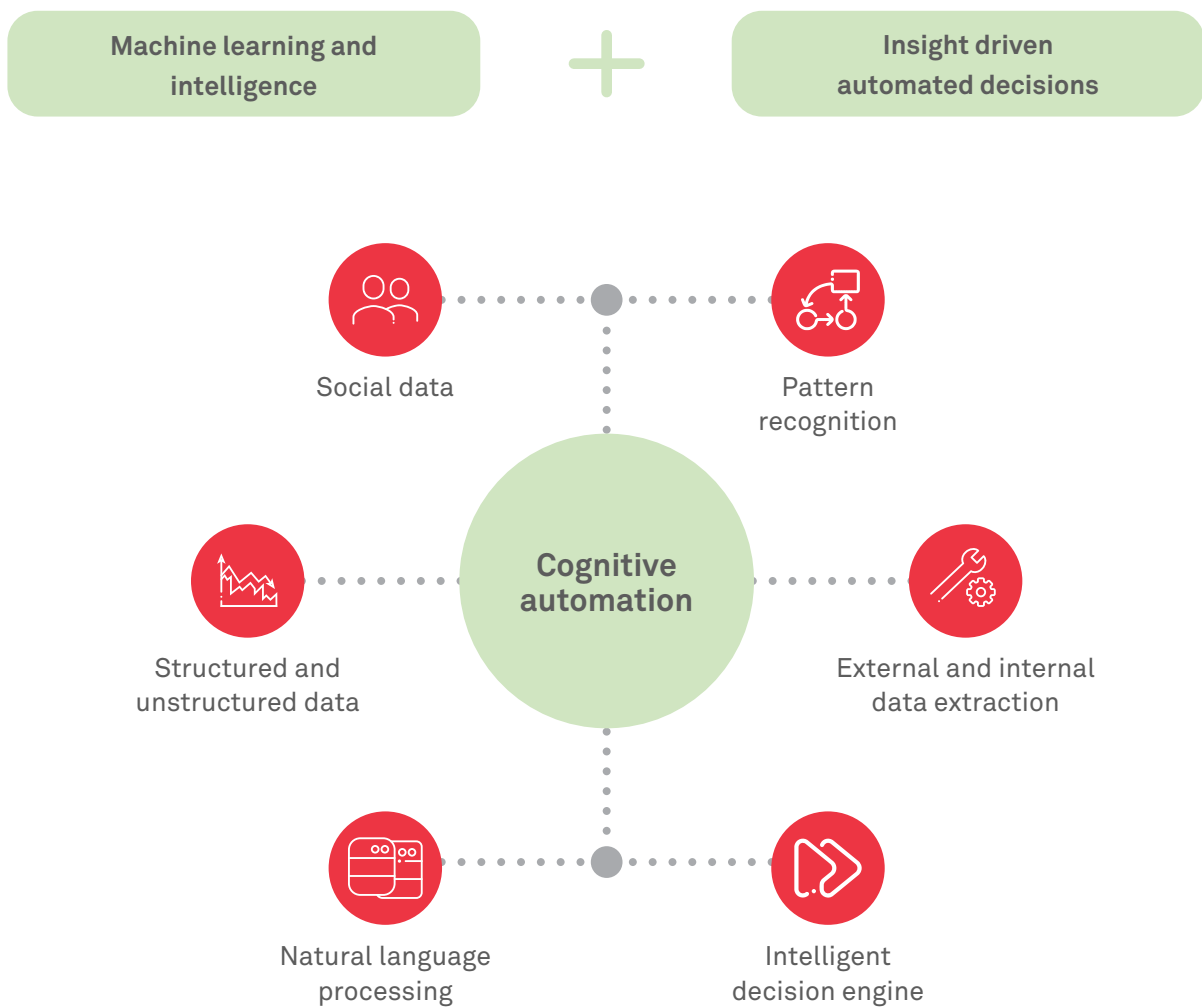 Machine learning and
intelligence
Insight driven
automated decisions
Social data
Pattern
recognition
Cognitive
automation
Structured and
unstructured data
External and internal
data extraction
Natural language
processing
Intelligent
decision engine